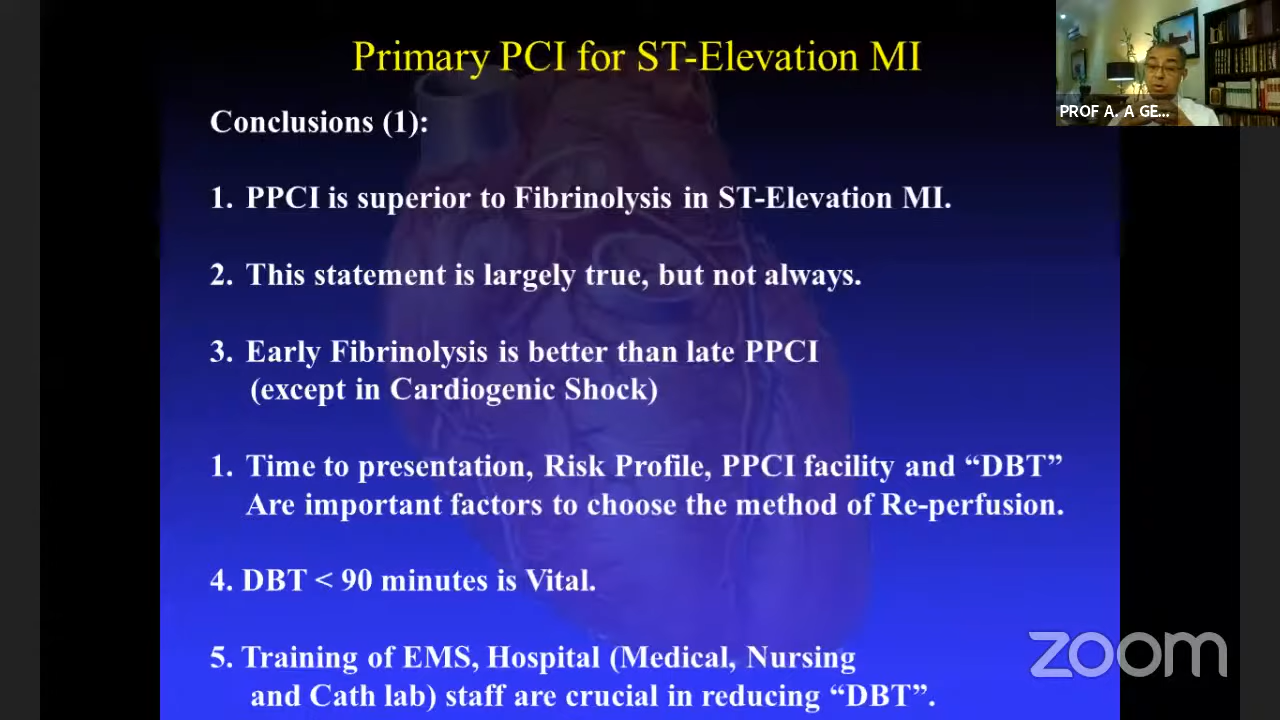 Primary PCI for ST-Elevation MI
PROF A. A GE...
Conclusions (1):
1. PPCI is superior to Fibrinolysis in ST-Elevation MI.
2. This statement is largely true, but not always.
3. Early Fibrinolysis is better than late PPCI
(except in Cardiogenic Shock)
1. Time to presentation, Risk Profile, PPCI facility and “DBT”
Are important factors to choose the method of Re-perfusion.
4. DBT < 90 minutes is Vital.
5. Training of EMS, Hospital (Medical, Nursing
and Cath lab) staff are crucial in reducing “DBT”.
zoom